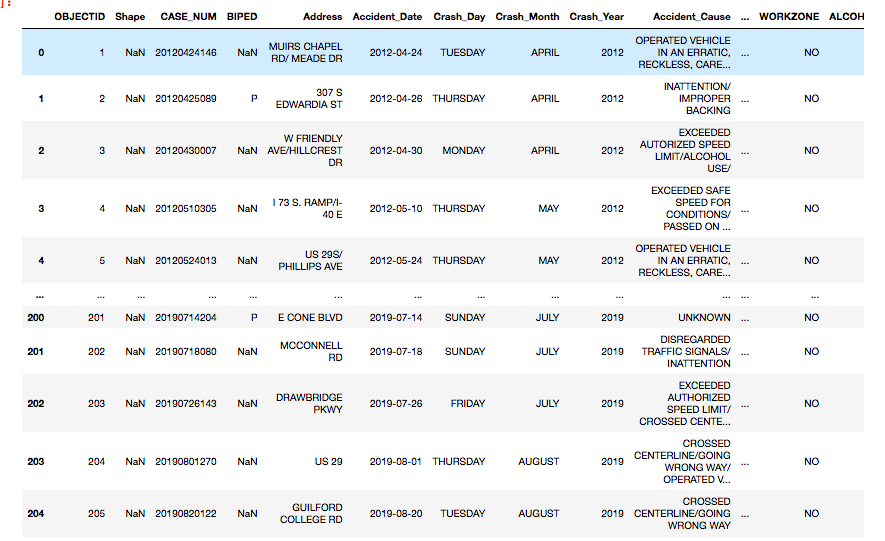 ]:
OBJECTID Shape CASE_NUM BIPED Address Accident_Date Crash_Day Crash_Month Crash_Year Accident_Cause ... WORKZONE ALCOH
0 1 NaN 20120424146 NaN MUIRS CHAPEL RD/ MEADE DR 2012-04-24 TUESDAY APRIL 2012 OPERATED VEHICLE IN AN ERRATIC, RECKLESS, CARE... ... NO
1 2 NaN 20120425089 P 307 S EDWARDIA ST 2012-04-26 THURSDAY APRIL 2012 INATTENTION/ IMPROPER BACKING ... NO
2 3 NaN 20120430007 NaN W FRIENDLY AVE/HILLCREST DR 2012-04-30 MONDAY APRIL 2012 EXCEEDED AUTORIZED SPEED LIMIT/ALCOHOL USE/ ... NO
3 4 NaN 20120510305 NaN I 73 S. RAMP/I- 40 E 2012-05-10 THURSDAY MAY 2012 EXCEEDED SAFE SPEED FOR CONDITIONS/ PASSED ON ... ... NO
4 5 NaN 20120524013 NaN US 29S/ PHILLIPS AVE 2012-05-24 THURSDAY MAY 2012 OPERATED VEHICLE IN AN ERRATIC, RECKLESS, CARE... ... NO
... ... ... ... ... ... ... ... ... ... ... ... ...
200 201 NaN 20190714204 P E CONE BLVD 2019-07-14 SUNDAY JULY 2019 UNKNOWN ... NO
201 202 NaN 20190718080 NaN MCCONNELL RD 2019-07-18 SUNDAY JULY 2019 DISREGARDED TRAFFIC SIGNALS/ INATTENTION ... NO
202 203 NaN 20190726143 NaN DRAWBRIDGE PKWY 2019-07-26 FRIDAY JULY 2019 EXCEEDED AUTHORIZED SPEED LIMIT/ CROSSED CENTE... ... NO
203 204 NaN 20190801270 NaN US 29 2019-08-01 THURSDAY AUGUST 2019 CROSSED CENTERLINE/GOING WRONG WAY/ OPERATED V... ... NO
204 205 NaN 20190820122 NaN GUILFORD COLLEGE RD 2019-08-20 TUESDAY AUGUST 2019 CROSSED CENTERLINE/GOING WRONG WAY ... NO